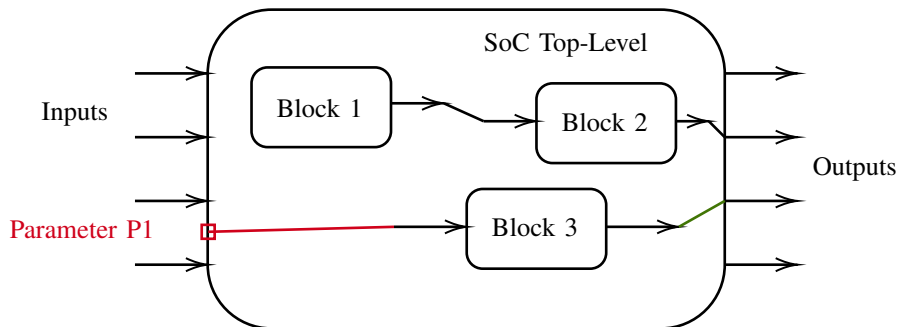 SoC Top-Level
Inputs
Block 1
Block 2
Outputs
Parameter P1
Block 3